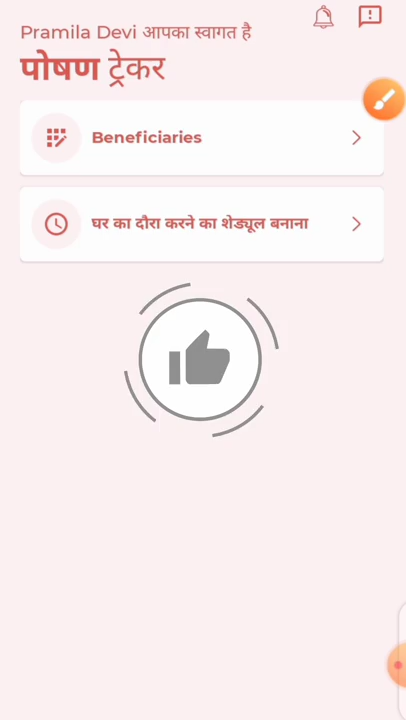 Pramila Devi आपका स्वागत है
पोषण ट्रेकर
Beneficiaries
घर का दौरा करने का शेड्यूल बनाना